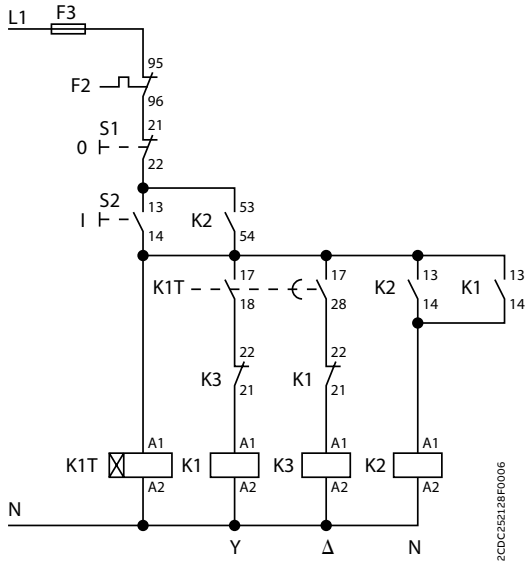 L1 F3
95
F2
96
S1 21
0
22
S2 13 K2 53
I
14 54
K1T 17 17 K2 13 K1 13
18 28 14 14
22 22
K3 K1
21 21
A1 A1 A1 A1
K1T K1 K3 K2
A2 A2 A2 A2
N
Y Δ N
2CDC252128F0006